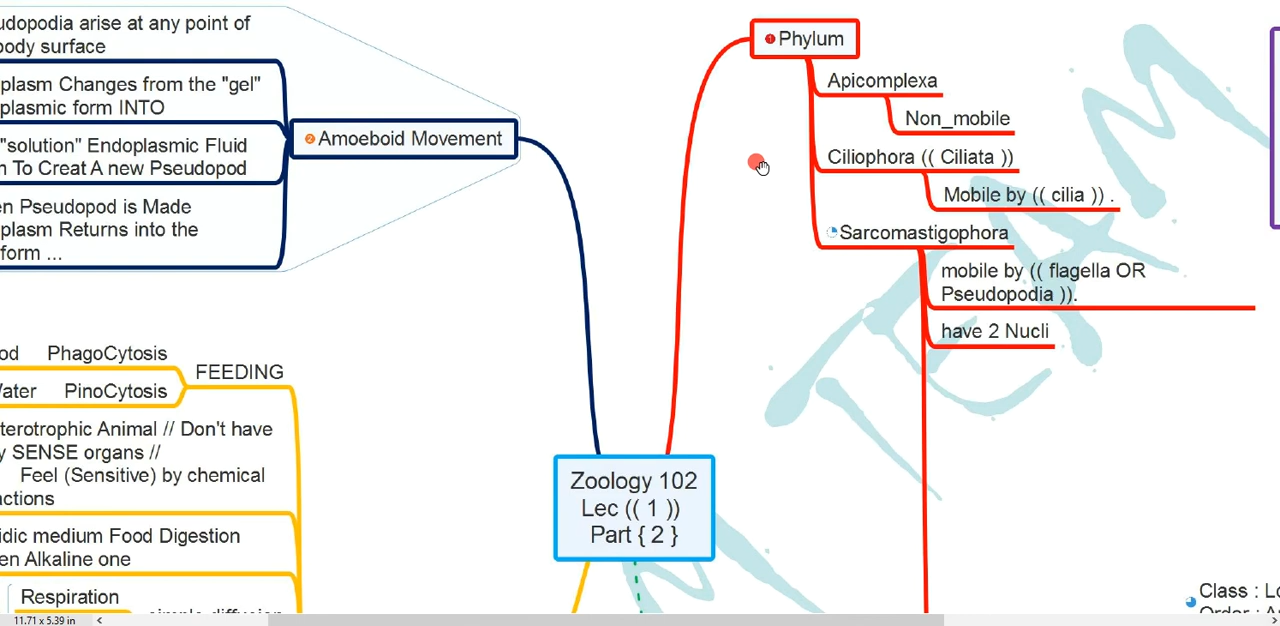 Phylum
Apicomplexa
Non_mobile
Ciliophora (( Ciliata ))
Mobile by (( cilia )) .
Sarcomastigophora
mobile by (( flagella OR
Pseudopodia )).
have 2 Nucli
Amoeboid Movement
udopodia arise at any point of
body surface
plasm Changes from the "gel"
plasmic form INTO
"solution" Endoplasmic Fluid
n To Creat A new Pseudopod
en Pseudopod is Made
plasm Returns into the
form ...
Zoology 102
Lec (( 1 ))
Part { 2 }
FEEDING
od PhagoCytosis
Vater PinoCytosis
terotrophic Animal // Don't have
y SENSE organs //
Feel (Sensitive) by chemical
actions
idic medium Food Digestion
en Alkaline one
Respiration
simple diffusion
Class : Lo
Order : A
TEAM
11.71 x 5.39 in